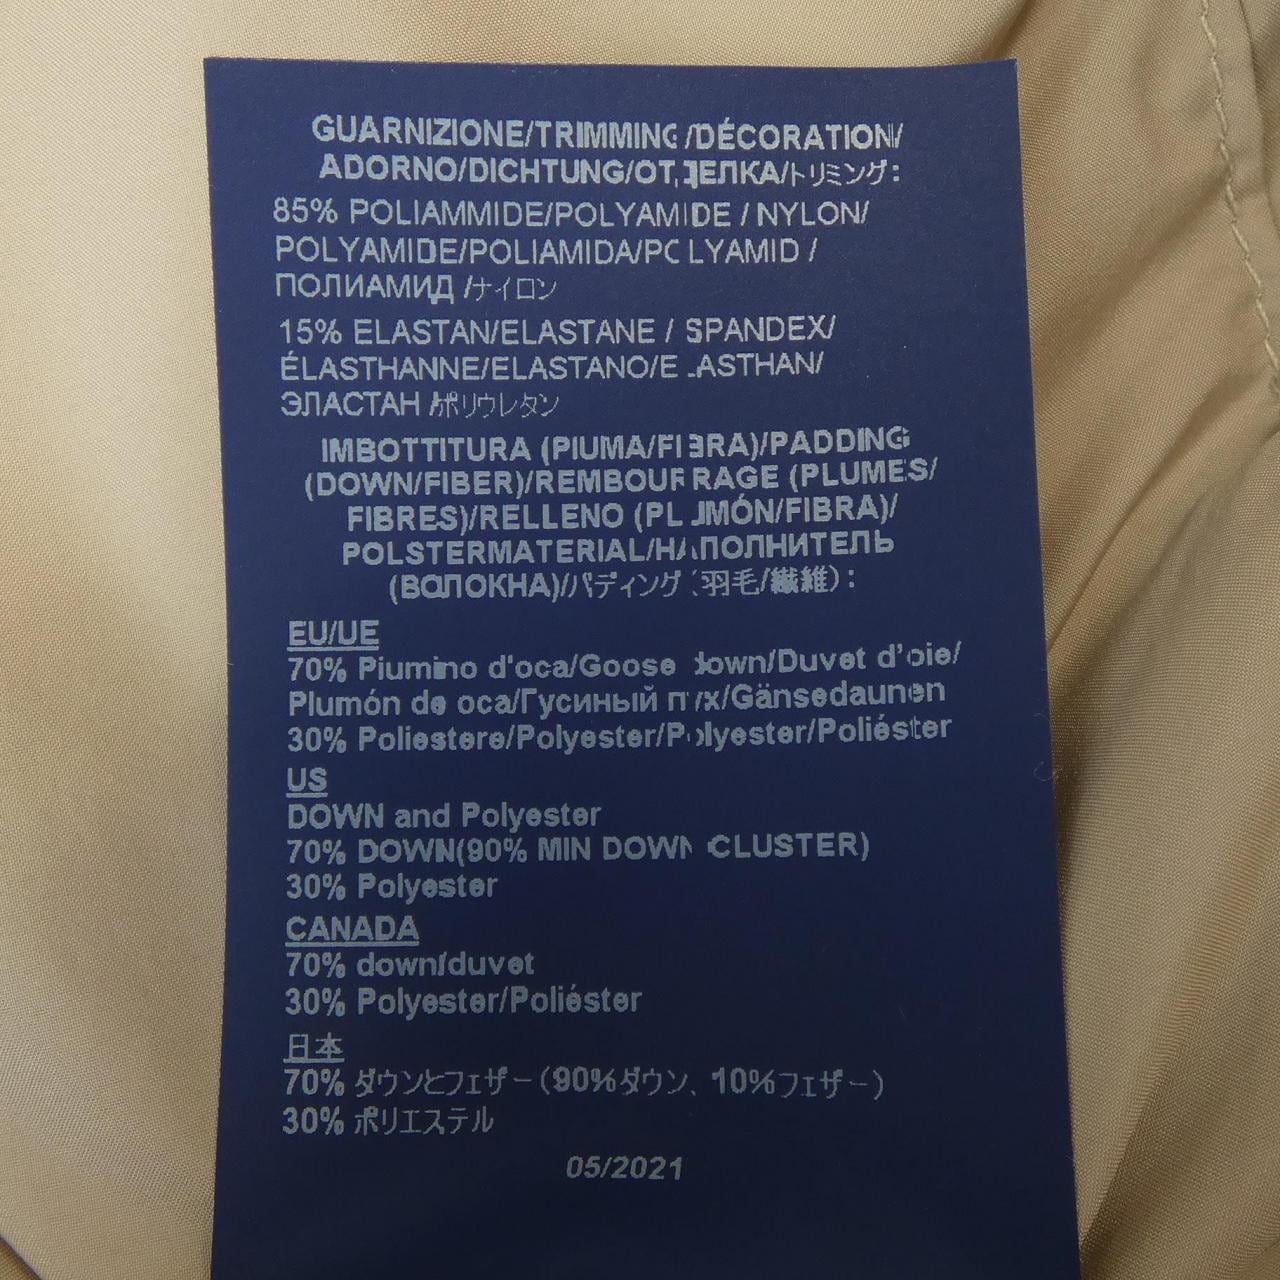 GUARNIZIONE/TRIMMING/DÉCORATION/
ADORNO/DICHTUNG/ОТДЕЛКА/トリミング:
85% POLIAMMIDE/POLYAMIDE / NYLON/
POLYAMIDE/POLIAMIDA/POLYAMID /
ПОЛИАМИД /ナイロン
15% ELASTAN/ELASTANE / SPANDEX/
ÉLASTHANNE/ELASTANO/ELASTHAN/
ЭЛАСТАН /ポリウレタン
IMBOTTITURA (PIUMA/FIBRA)/PADDING
(DOWN/FIBER)/REMBOURRAGE (PLUMES/
FIBRES)/RELLENO (PLUMÓN/FIBRA)/
POLSTERMATERIAL/НАПОЛНИТЕЛЬ
(ВОЛОКНА)/パディング（羽毛/繊維）:
EU/UE
70% Piumino d'oca/Goose down/Duvet d’oie/
Plumón de oca/Гусиный пух/Gänsedaunen
30% Poliestere/Polyester/Polyester/Poliéster
US
DOWN and Polyester
70% DOWN(90% MIN DOWN CLUSTER)
30% Polyester
CANADA
70% down/duvet
30% Polyester/Poliéster
日本
70% ダウンとフェザー（90%ダウン、10%フェザー）
30% ポリエステル
05/2021